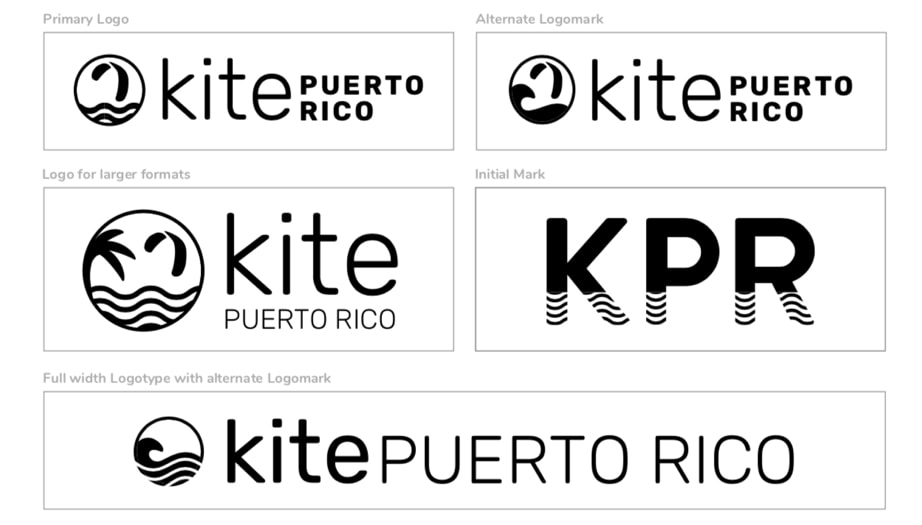 Primary Logo
Alternate Logomark
kite PUERTO
RICO
kite PUERTO
RICO
Logo for larger formats
Initial Mark
kite
PUERTO RICO
KPR
Full width Logotype with alternate Logomark
kite PUERTO RICO